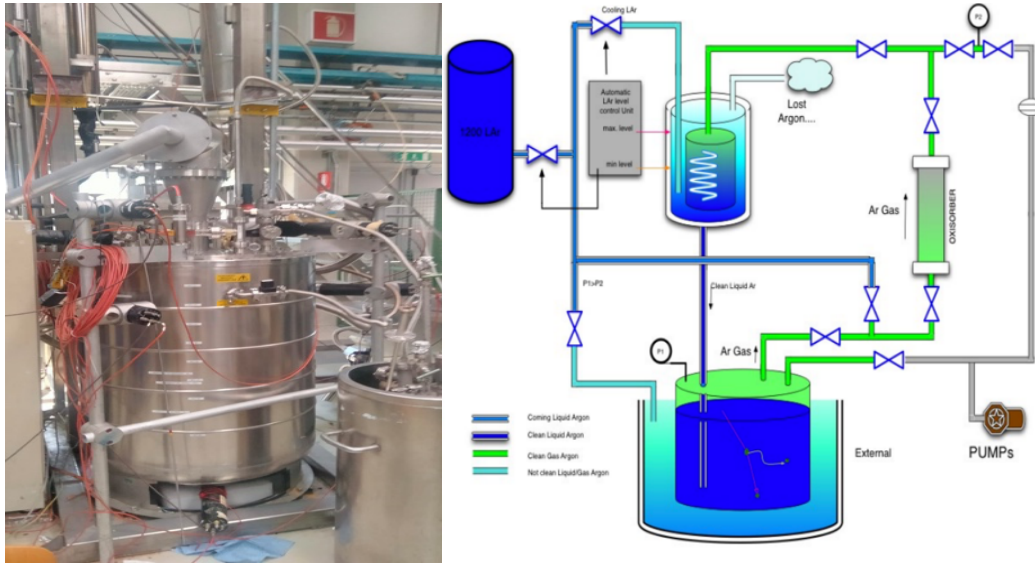 Cooling LAr
P2
1000 LAr
Automatic
LAr level
control Unit
max. level
min level
Lost
Argon....
Ar Gas
OXISORBER
P1>P2
Clean Liquid Ar
P1
Ar Gas
Coming Liquid Argon
Clean Liquid Argon
Clean Gas Argon
Not clean Liquid/Gas Argon
External
PUMPs